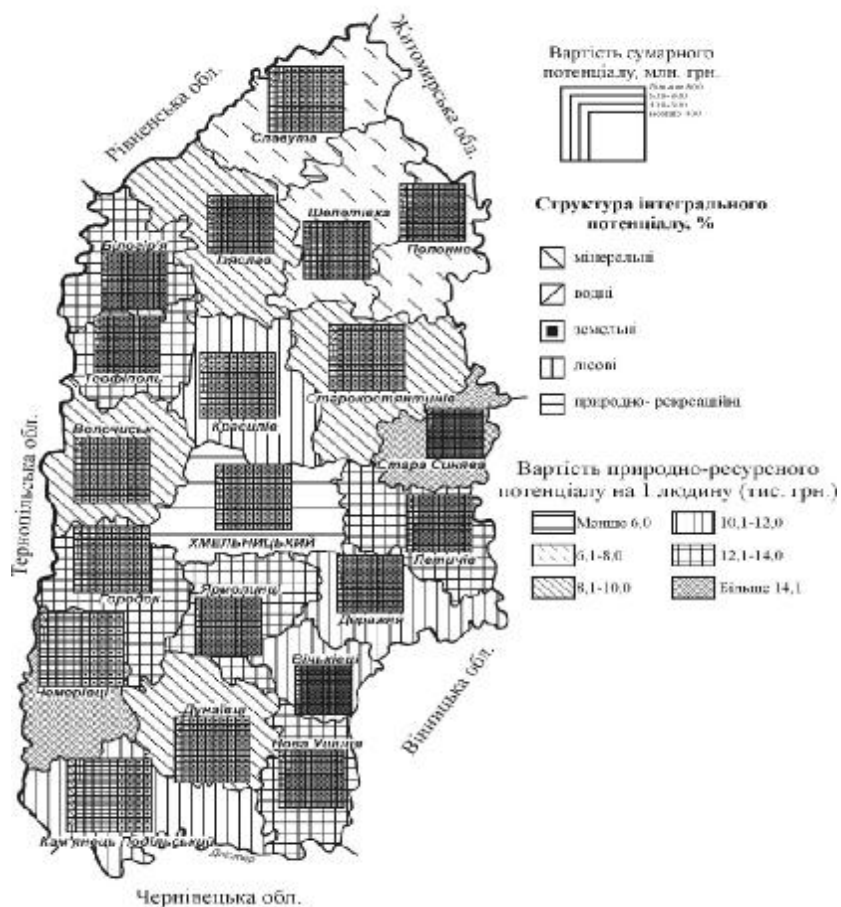 Рівненська обл.
Житомирська обл.
Вартість сумарного
потенціалу, млн. грн.
Славута
Структура інтегрального
потенціалу, %
мінеральні
водні
земельні
лісові
природно- рекреаційні
Шепетівка
Полонне
Ізяслав
Білогір'я
Теофіполь
Красилів
Старокостянтинів
Стара Синява
Волочиськ
Тернопільська обл.
ХМЕЛЬНИЦЬКИЙ
Летичів
Вартість природно-ресурсного
потенціалу на 1 людину (тис. грн.)
Менше 6,0
10,1-12,0
6,1-8,0
12,1-14,0
8,1-10,0
Більше 14,1
Городок
Ярмолинці
Деражня
Віньківці
Чемерівці
Дунаївці
Нова Ушиця
Вінницька обл.
Кам'янець Подільський
Дністер
Чернівецька обл.